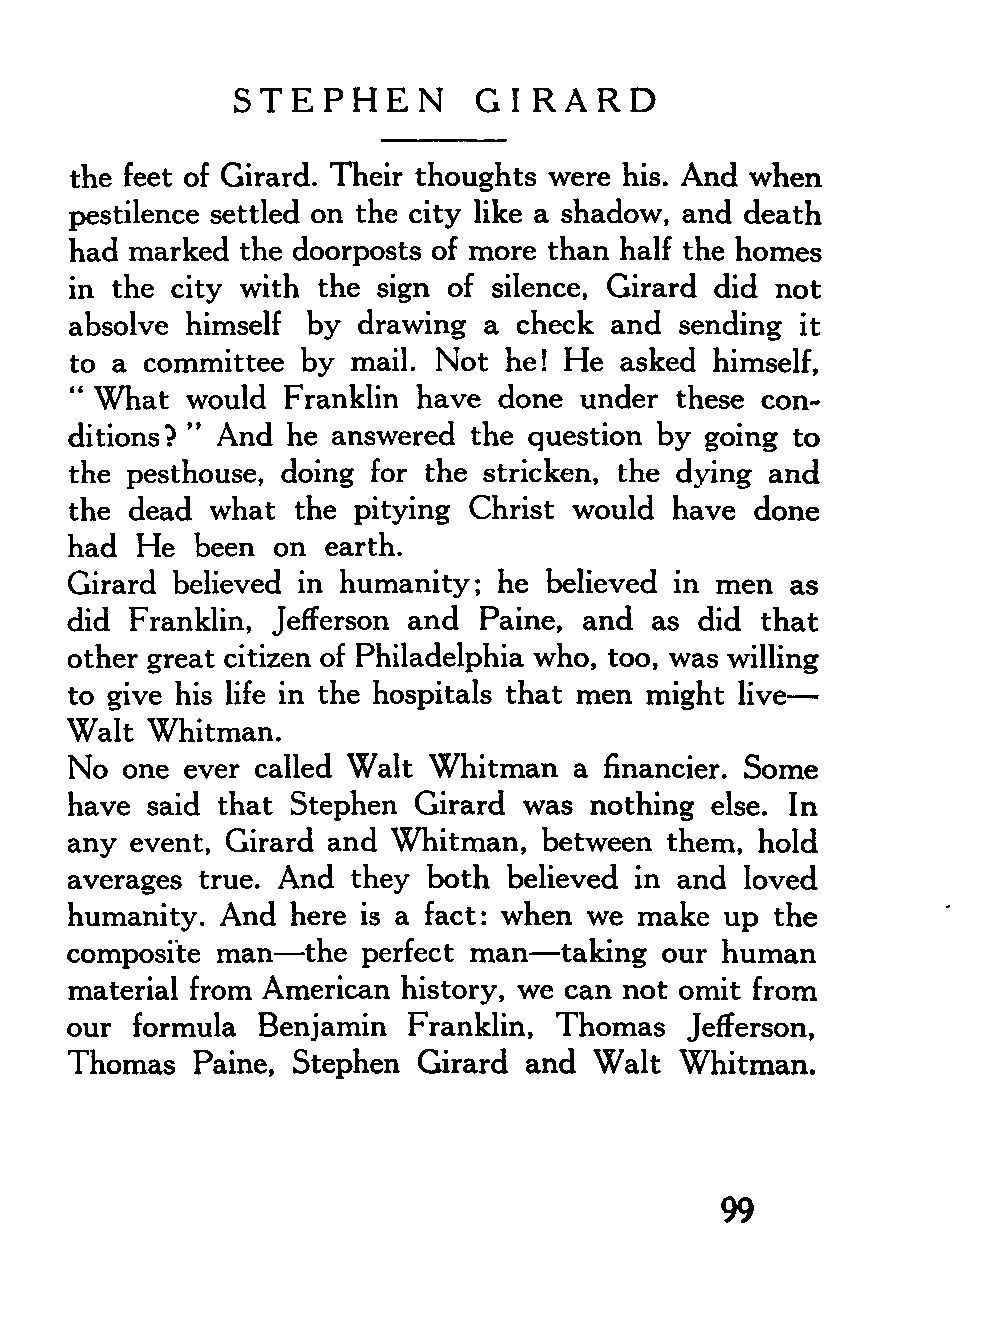 STEPHEN GIRARD
the feet of Girard. Their thoughts were his. And when
pestilence settled on the city like a shadow, and death
had marked the doorposts of more than half the homes
in the city with the sign of silence, Girard did not
absolve himself by drawing a check and sending it
to a committee by mail. Not he! He asked himself,
“ What would Franklin have done under these con-
ditions? ” And he answered the question by going to
the pesthouse, doing for the stricken, the dying and
the dead what the pitying Christ would have done
had He been on earth.
Girard believed in humanity; he believed in men as
did Franklin, Jefferson and Paine, and as did that
other great citizen of Philadelphia who, too, was willing
to give his life in the hospitals that men might live—
Walt Whitman.
No one ever called Walt Whitman a financier. Some
have said that Stephen Girard was nothing else. In
any event, Girard and Whitman, between them, hold
averages true. And they both believed in and loved
humanity. And here is a fact: when we make up the
composite man—the perfect man—taking our human
material from American history, we can not omit from
our formula Benjamin Franklin, Thomas Jefferson,
Thomas Paine, Stephen Girard and Walt Whitman.
99